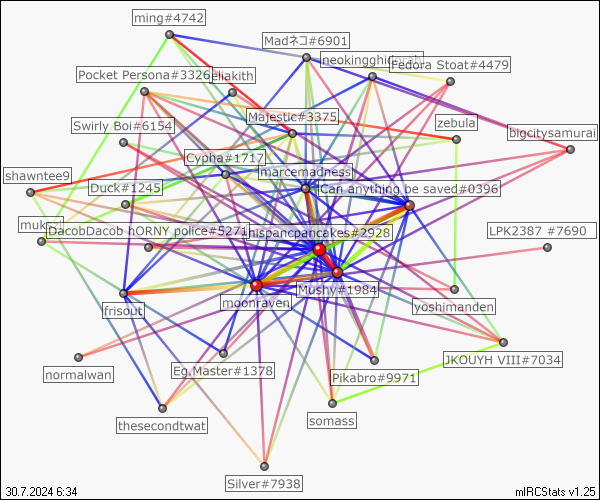 ming#4742
Madネコ#6901
neokingghidorah
Fedora Stoat#4479
Pocket Persona#3326
eliakith
Majestic#3375
Swirly Boi#6154
zebula
bigcitysamurai
Cypha#1717
marcemadness
shawntee9
Duck#1245
Can anything be saved#0396
DacobDacob hORNY police#5271
hispancpancakes#2928
LPK2387 #7690
Mushy#1984
moonraven
frisout
yoshimanden
JKOUYH VIII#7034
normalwan
Eg.Master#1378
Pikabro#9971
somass
thesecondtwat
Silver#7938
30.7.2024 6:34
mIRCStats v1.25